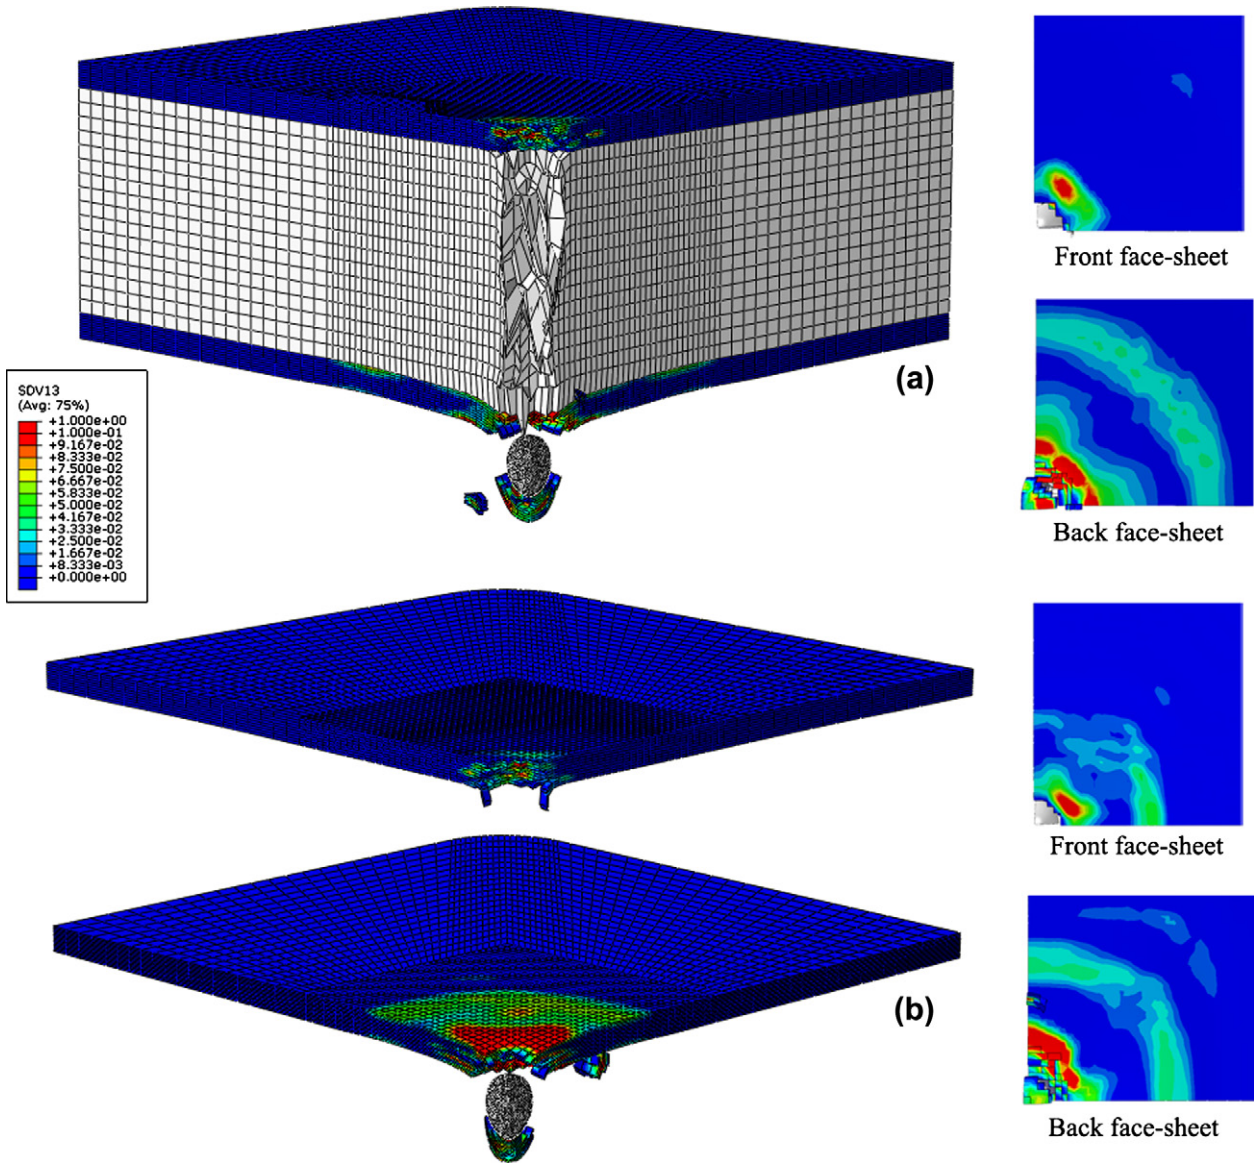 Front face-sheet
(a)
SDV13
(Avg: 75%)
+1.000e+00
+1.000e-01
+9.167e-02
+8.333e-02
+7.500e-02
+6.667e-02
+5.833e-02
+5.000e-02
+4.167e-02
+3.333e-02
+2.500e-02
+1.667e-02
+8.333e-03
+0.000e+00
Back face-sheet
Front face-sheet
(b)
Back face-sheet